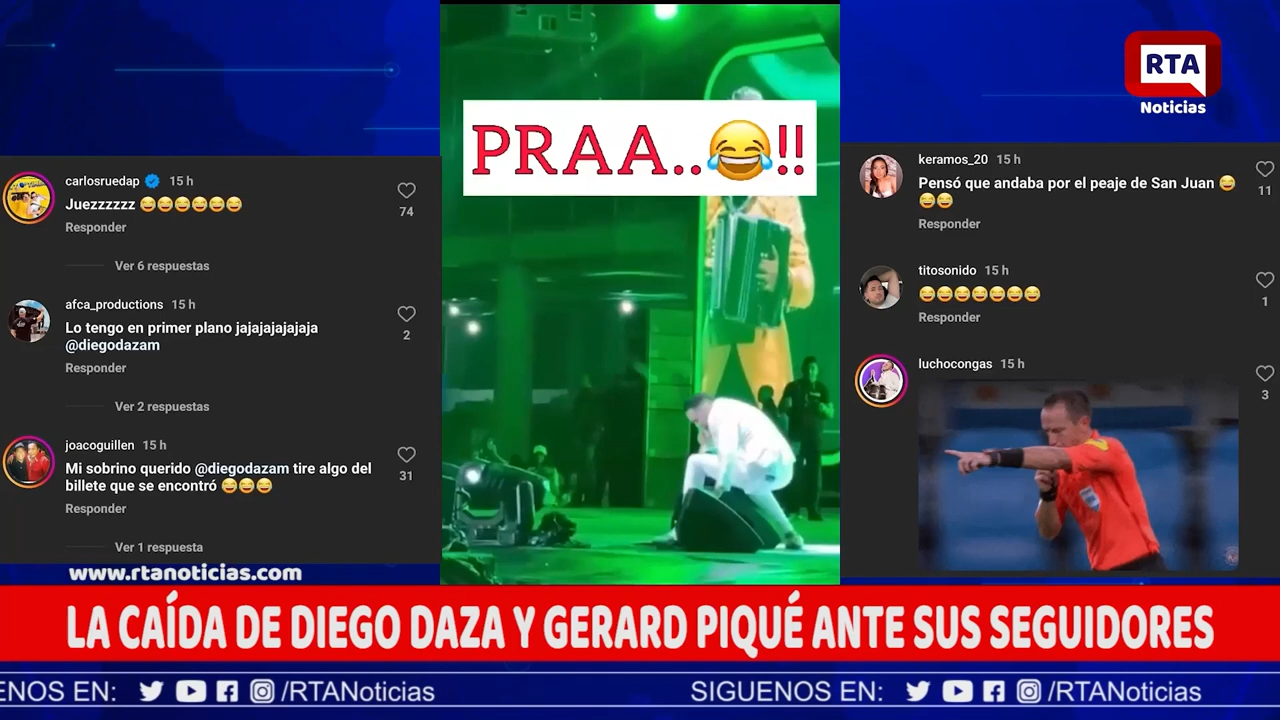 RTA
Noticias
PRAA..😂!!
carlosruedap 15 h
Juezzzzzz 😂😂😂😂😂😂
74
Responder
Ver 6 respuestas
afca_productions 15 h
Lo tengo en primer plano jajajajajajaja
@diegodazam
2
Responder
Ver 2 respuestas
joacoguillen 15 h
Mi sobrino querido @diegodazam tire algo del
billete que se encontró 😂😂😂
31
Responder
Ver 1 respuesta
keramos_20 15 h
Pensó que andaba por el peaje de San Juan 😂
😂😂
11
Responder
titosonido 15 h
😂😂😂😂😂😂😂
1
Responder
luchocongas 15 h
3
www.rtanoticias.com
LA CAÍDA DE DIEGO DAZA Y GERARD PIQUÉ ANTE SUS SEGUIDORES
ENOS EN: /RTANoticias SIGUENOS EN: /RTANoticias